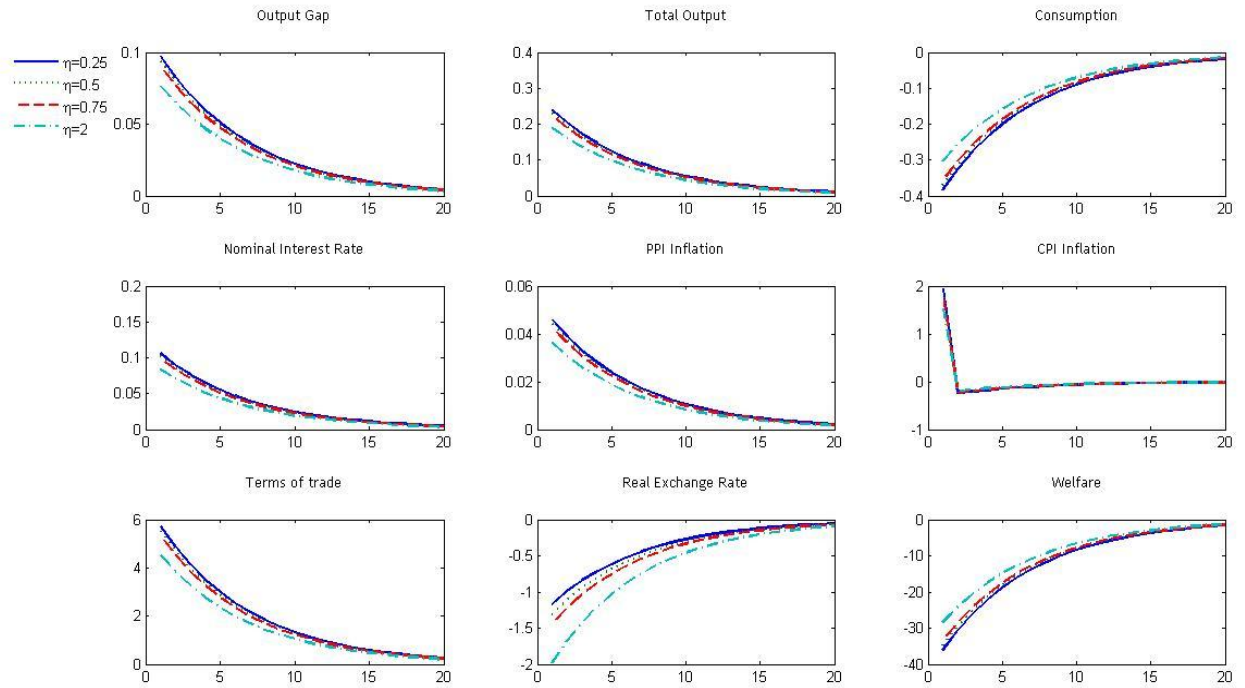 Output Gap
Total Output
Consumption
η=0.25
η=0.5
η=0.75
η=2
0.1
0.05
0
0 5 10 15 20
0.4
0.3
0.2
0.1
0
0 5 10 15 20
0
-0.1
-0.2
-0.3
-0.4
0 5 10 15 20
Nominal Interest Rate
PPI Inflation
CPI Inflation
0.2
0.15
0.1
0.05
0
0 5 10 15 20
0.06
0.04
0.02
0
0 5 10 15 20
2
1
0
-1
0 5 10 15 20
Terms of trade
Real Exchange Rate
Welfare
6
4
2
0
0 5 10 15 20
0
-0.5
-1
-1.5
-2
0 5 10 15 20
0
-10
-20
-30
-40
0 5 10 15 20